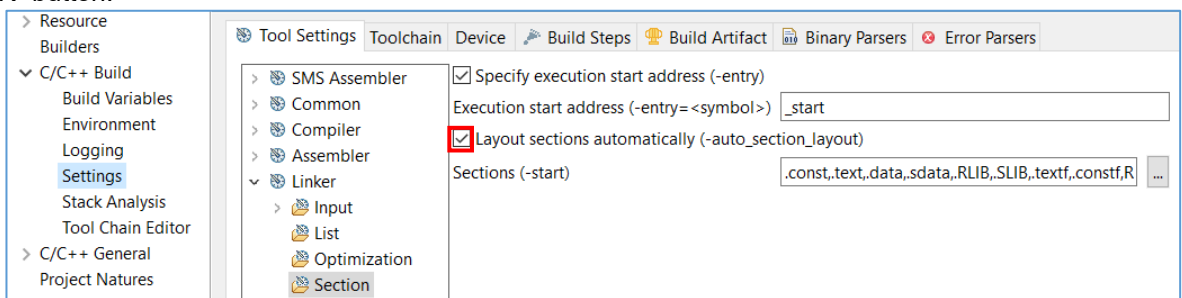 Resource
Builders
C/C++ Build
Build Variables
Environment
Logging
Settings
Stack Analysis
Tool Chain Editor
C/C++ General
Project Natures
Tool Settings Toolchain Device Build Steps Build Artifact Binary Parsers Error Parsers
SMS Assembler
Common
Compiler
Assembler
Linker
Input
List
Optimization
Section
Specify execution start address (-entry)
Execution start address (-entry=<symbol>) _start
Layout sections automatically (-auto_section_layout)
Sections (-start) .const,.text,.data,.sdata,.RLIB,.SLIB,.textf,.constf,R ...